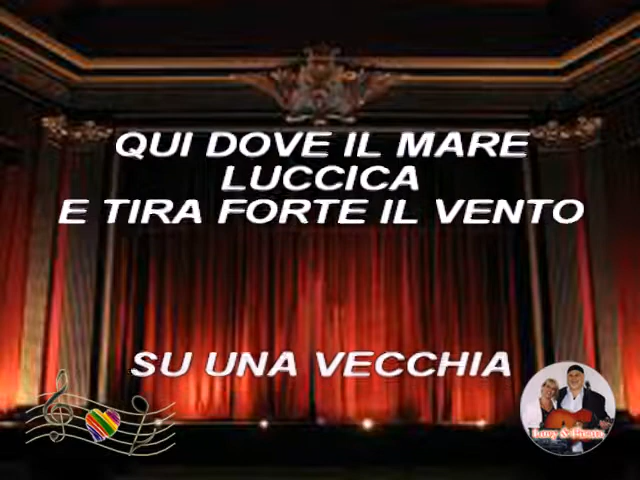 QUI DOVE IL MARE
LUCCICA
E TIRA FORTE IL VENTO
SU UNA VECCHIA